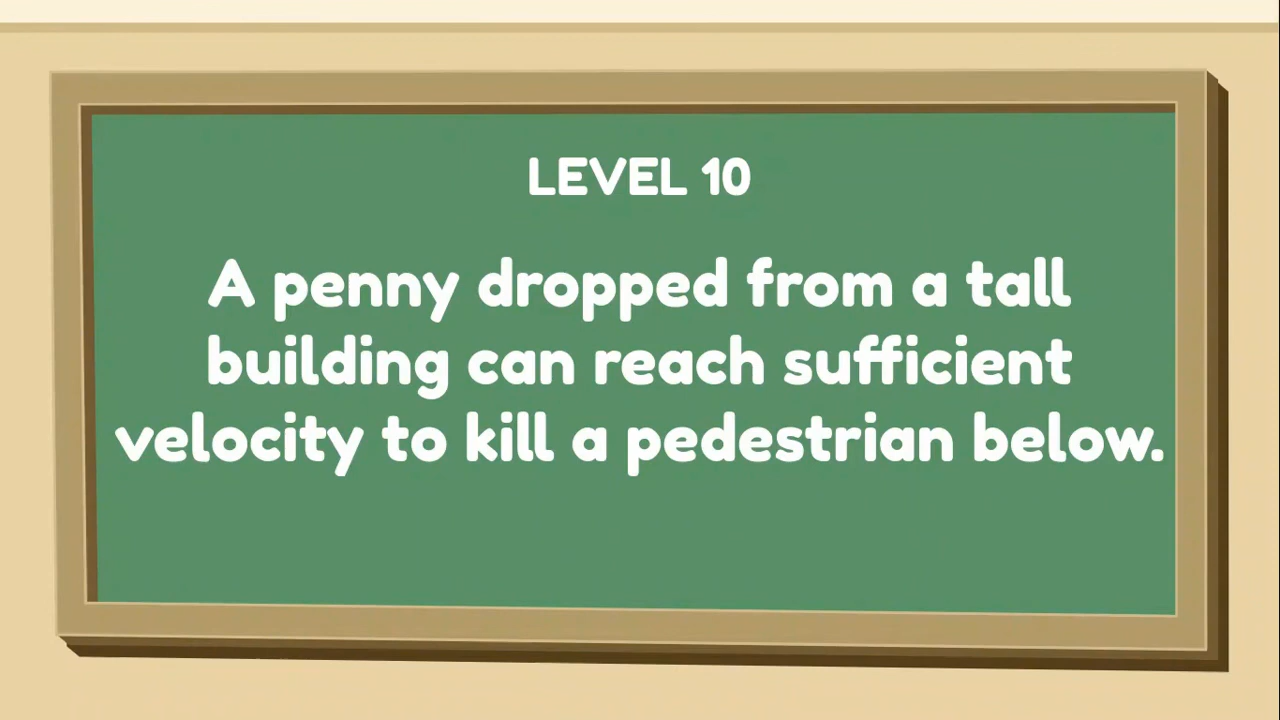 LEVEL 10
A penny dropped from a tall
building can reach sufficient
velocity to kill a pedestrian below.